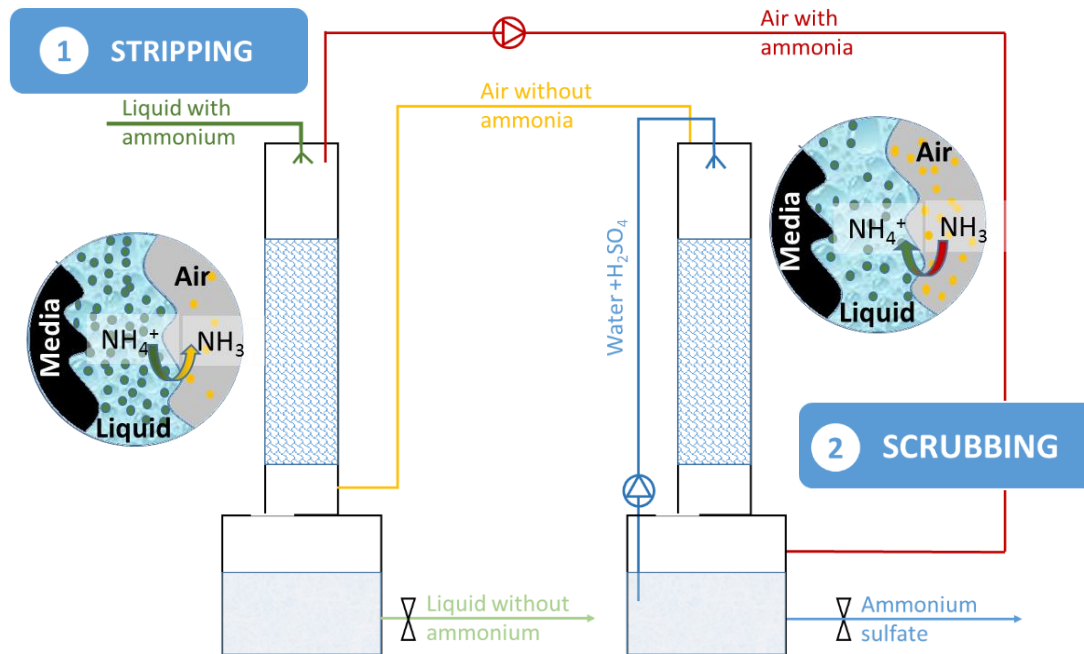 1 STRIPPING
Air with
ammonia
Liquid with
ammonium
Air without
ammonia
Media
Air
NH₄⁺
NH₃
Liquid
Water +H₂SO₄
Media
Air
NH₄⁺
NH₃
Liquid
2 SCRUBBING
Liquid without
ammonium
Ammonium
sulfate